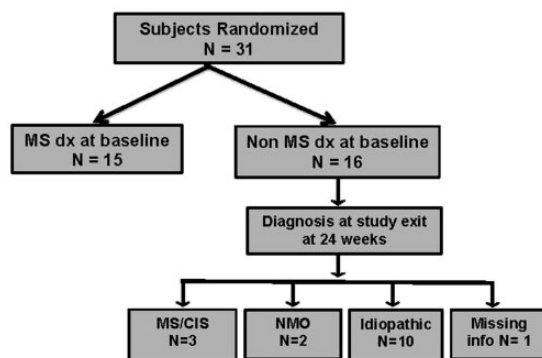 Subjects Randomized
N = 31
MS dx at baseline
N = 15
Non MS dx at baseline
N = 16
Diagnosis at study exit
at 24 weeks
MS/CIS
N=3
NMO
N=2
Idiopathic
N=10
Missing
info N= 1